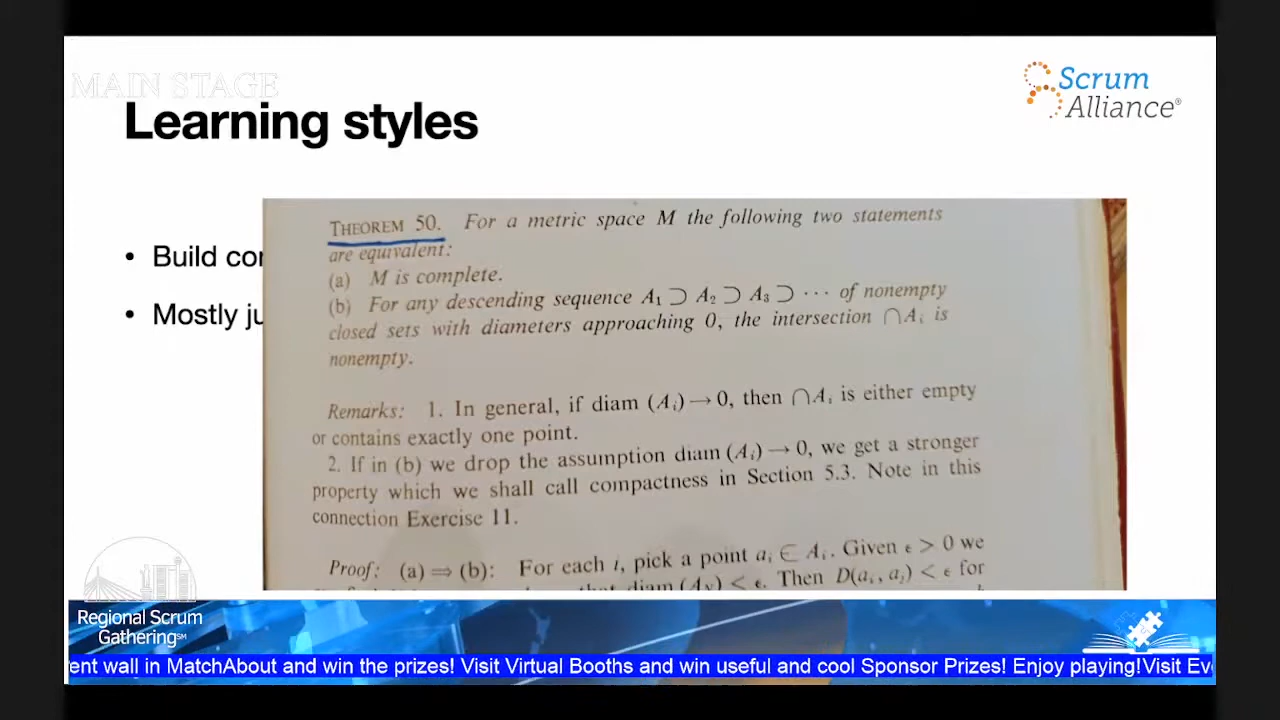 MAIN STAGE
Scrum
Alliance®
Learning styles
• Build
• Mostly
THEOREM 50. For a metric space M the following two statements
are equivalent:
(a) M is complete.
(b) For any descending sequence A₁ ⊃ A₂ ⊃ A₃ ⊃ ··· of nonempty
closed sets with diameters approaching 0, the intersection ∩Aᵢ is
nonempty.
Remarks: 1. In general, if diam (Aᵢ) → 0, then ∩Aᵢ is either empty
or contains exactly one point.
2. If in (b) we drop the assumption diam (Aᵢ) → 0, we get a stronger
property which we shall call compactness in Section 5.3. Note in this
connection Exercise 11.
Proof: (a) ⇒ (b): For each i, pick a point aᵢ ∈ Aᵢ. Given ε > 0 we
that diam (A_N) < ε. Then D(aᵢ, aⱼ) < ε for
Regional Scrum
Gathering℠
ent wall in MatchAbout and win the prizes! Visit Virtual Booths and win useful and cool Sponsor Prizes! Enjoy playing!Visit